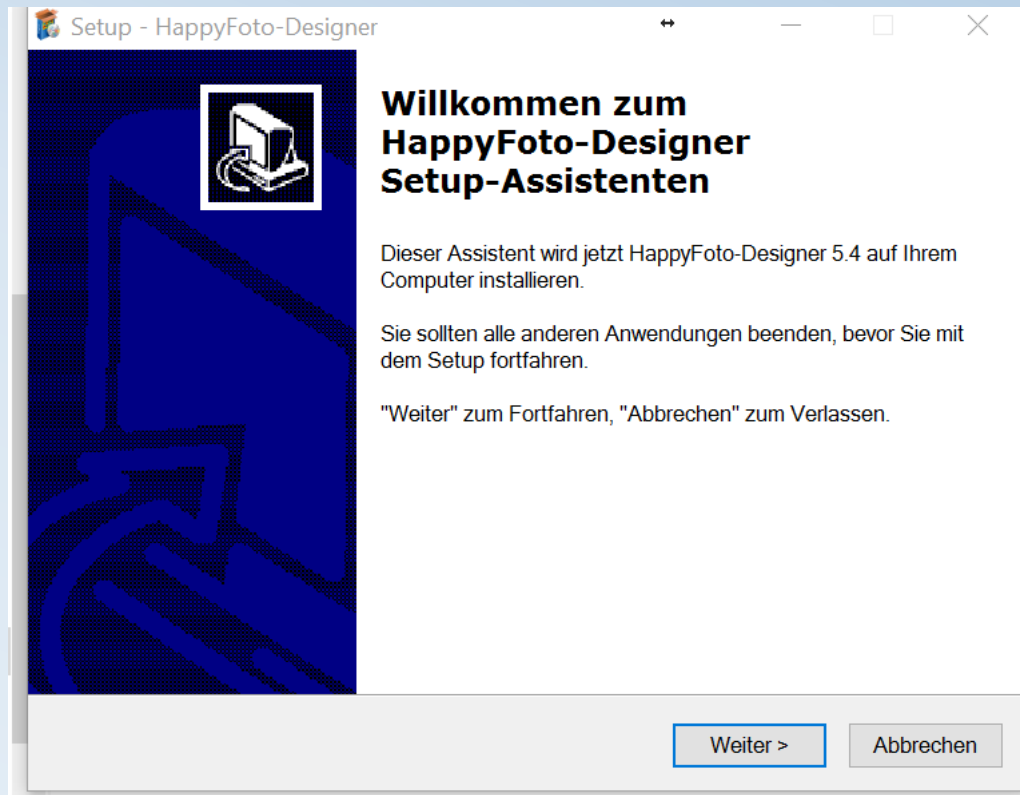 Setup - HappyFoto-Designer
Willkommen zum
HappyFoto-Designer
Setup-Assistenten
Dieser Assistent wird jetzt HappyFoto-Designer 5.4 auf Ihrem
Computer installieren.
Sie sollten alle anderen Anwendungen beenden, bevor Sie mit
dem Setup fortfahren.
"Weiter" zum Fortfahren, "Abbrechen" zum Verlassen.
Weiter >
Abbrechen